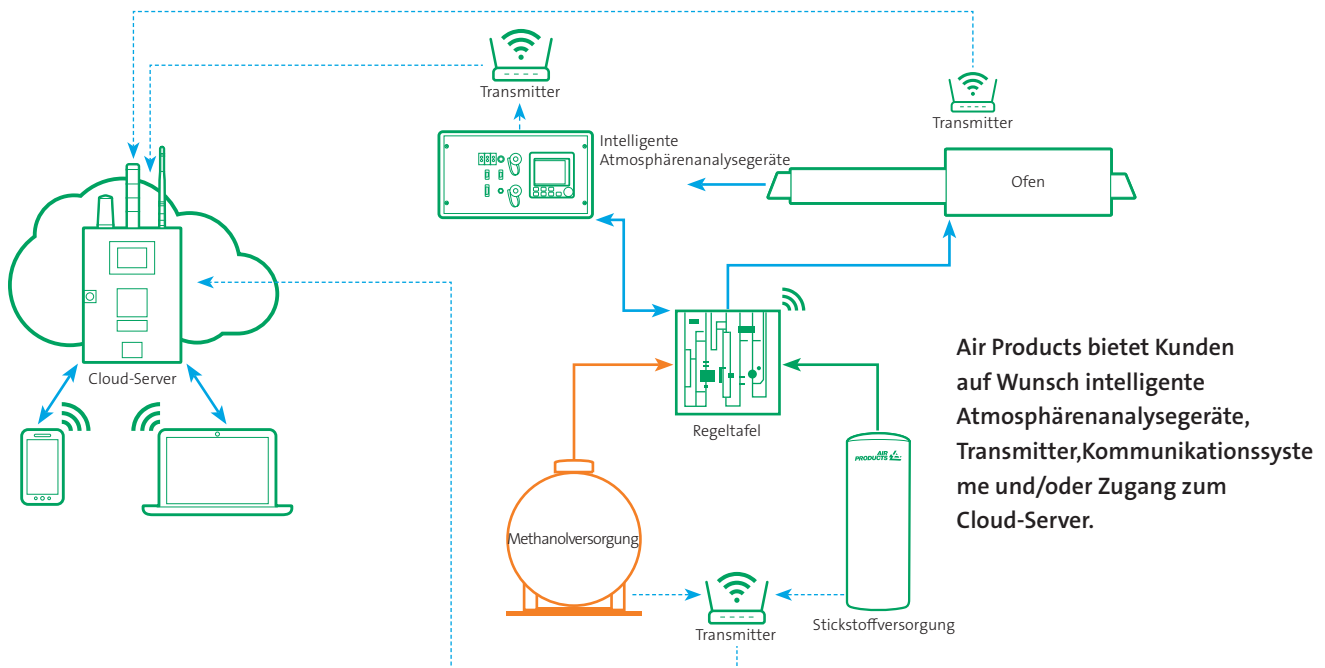 Transmitter
Transmitter
Intelligente
Atmosphärenanalysegeräte
Ofen
Cloud-Server
Regeltafel
Air Products bietet Kunden
auf Wunsch intelligente
Atmosphärenanalysegeräte,
Transmitter,Kommunikationssyste
me und/oder Zugang zum
Cloud-Server.
AIR
PRODUCTS
Methanolversorgung
Stickstoffversorgung
Transmitter